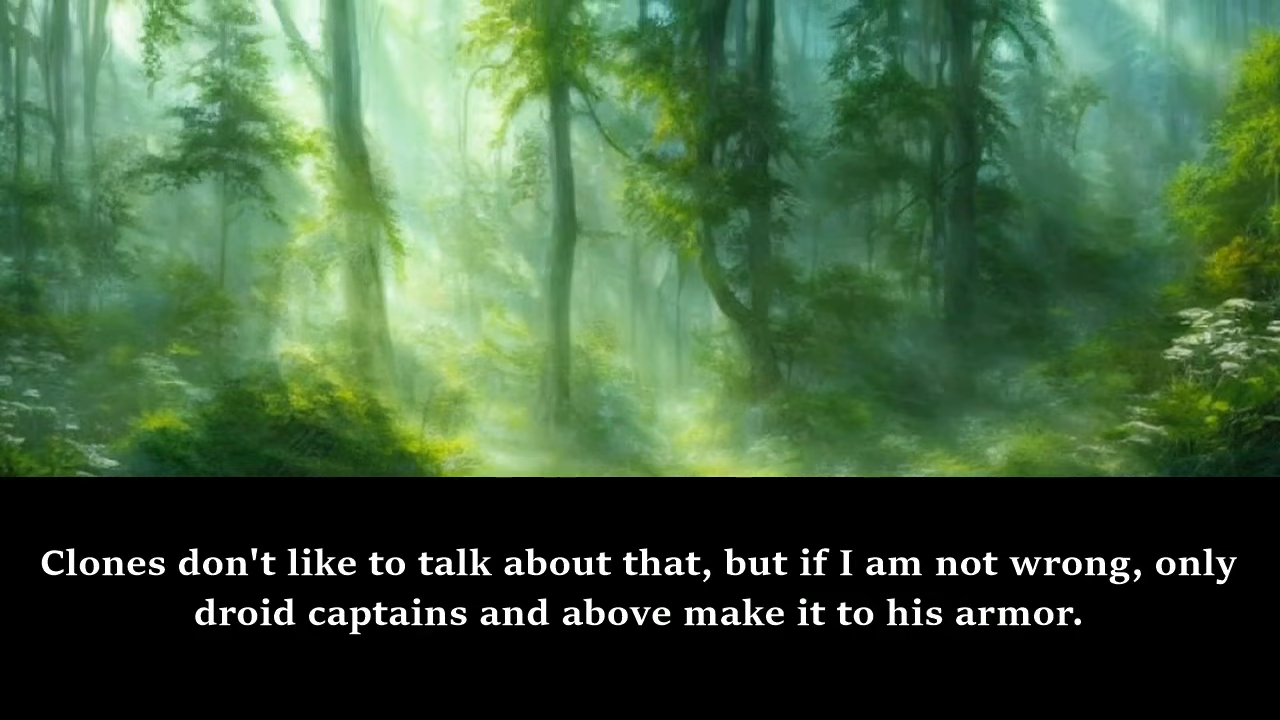 Clones don't like to talk about that, but if I am not wrong, only
droid captains and above make it to his armor.